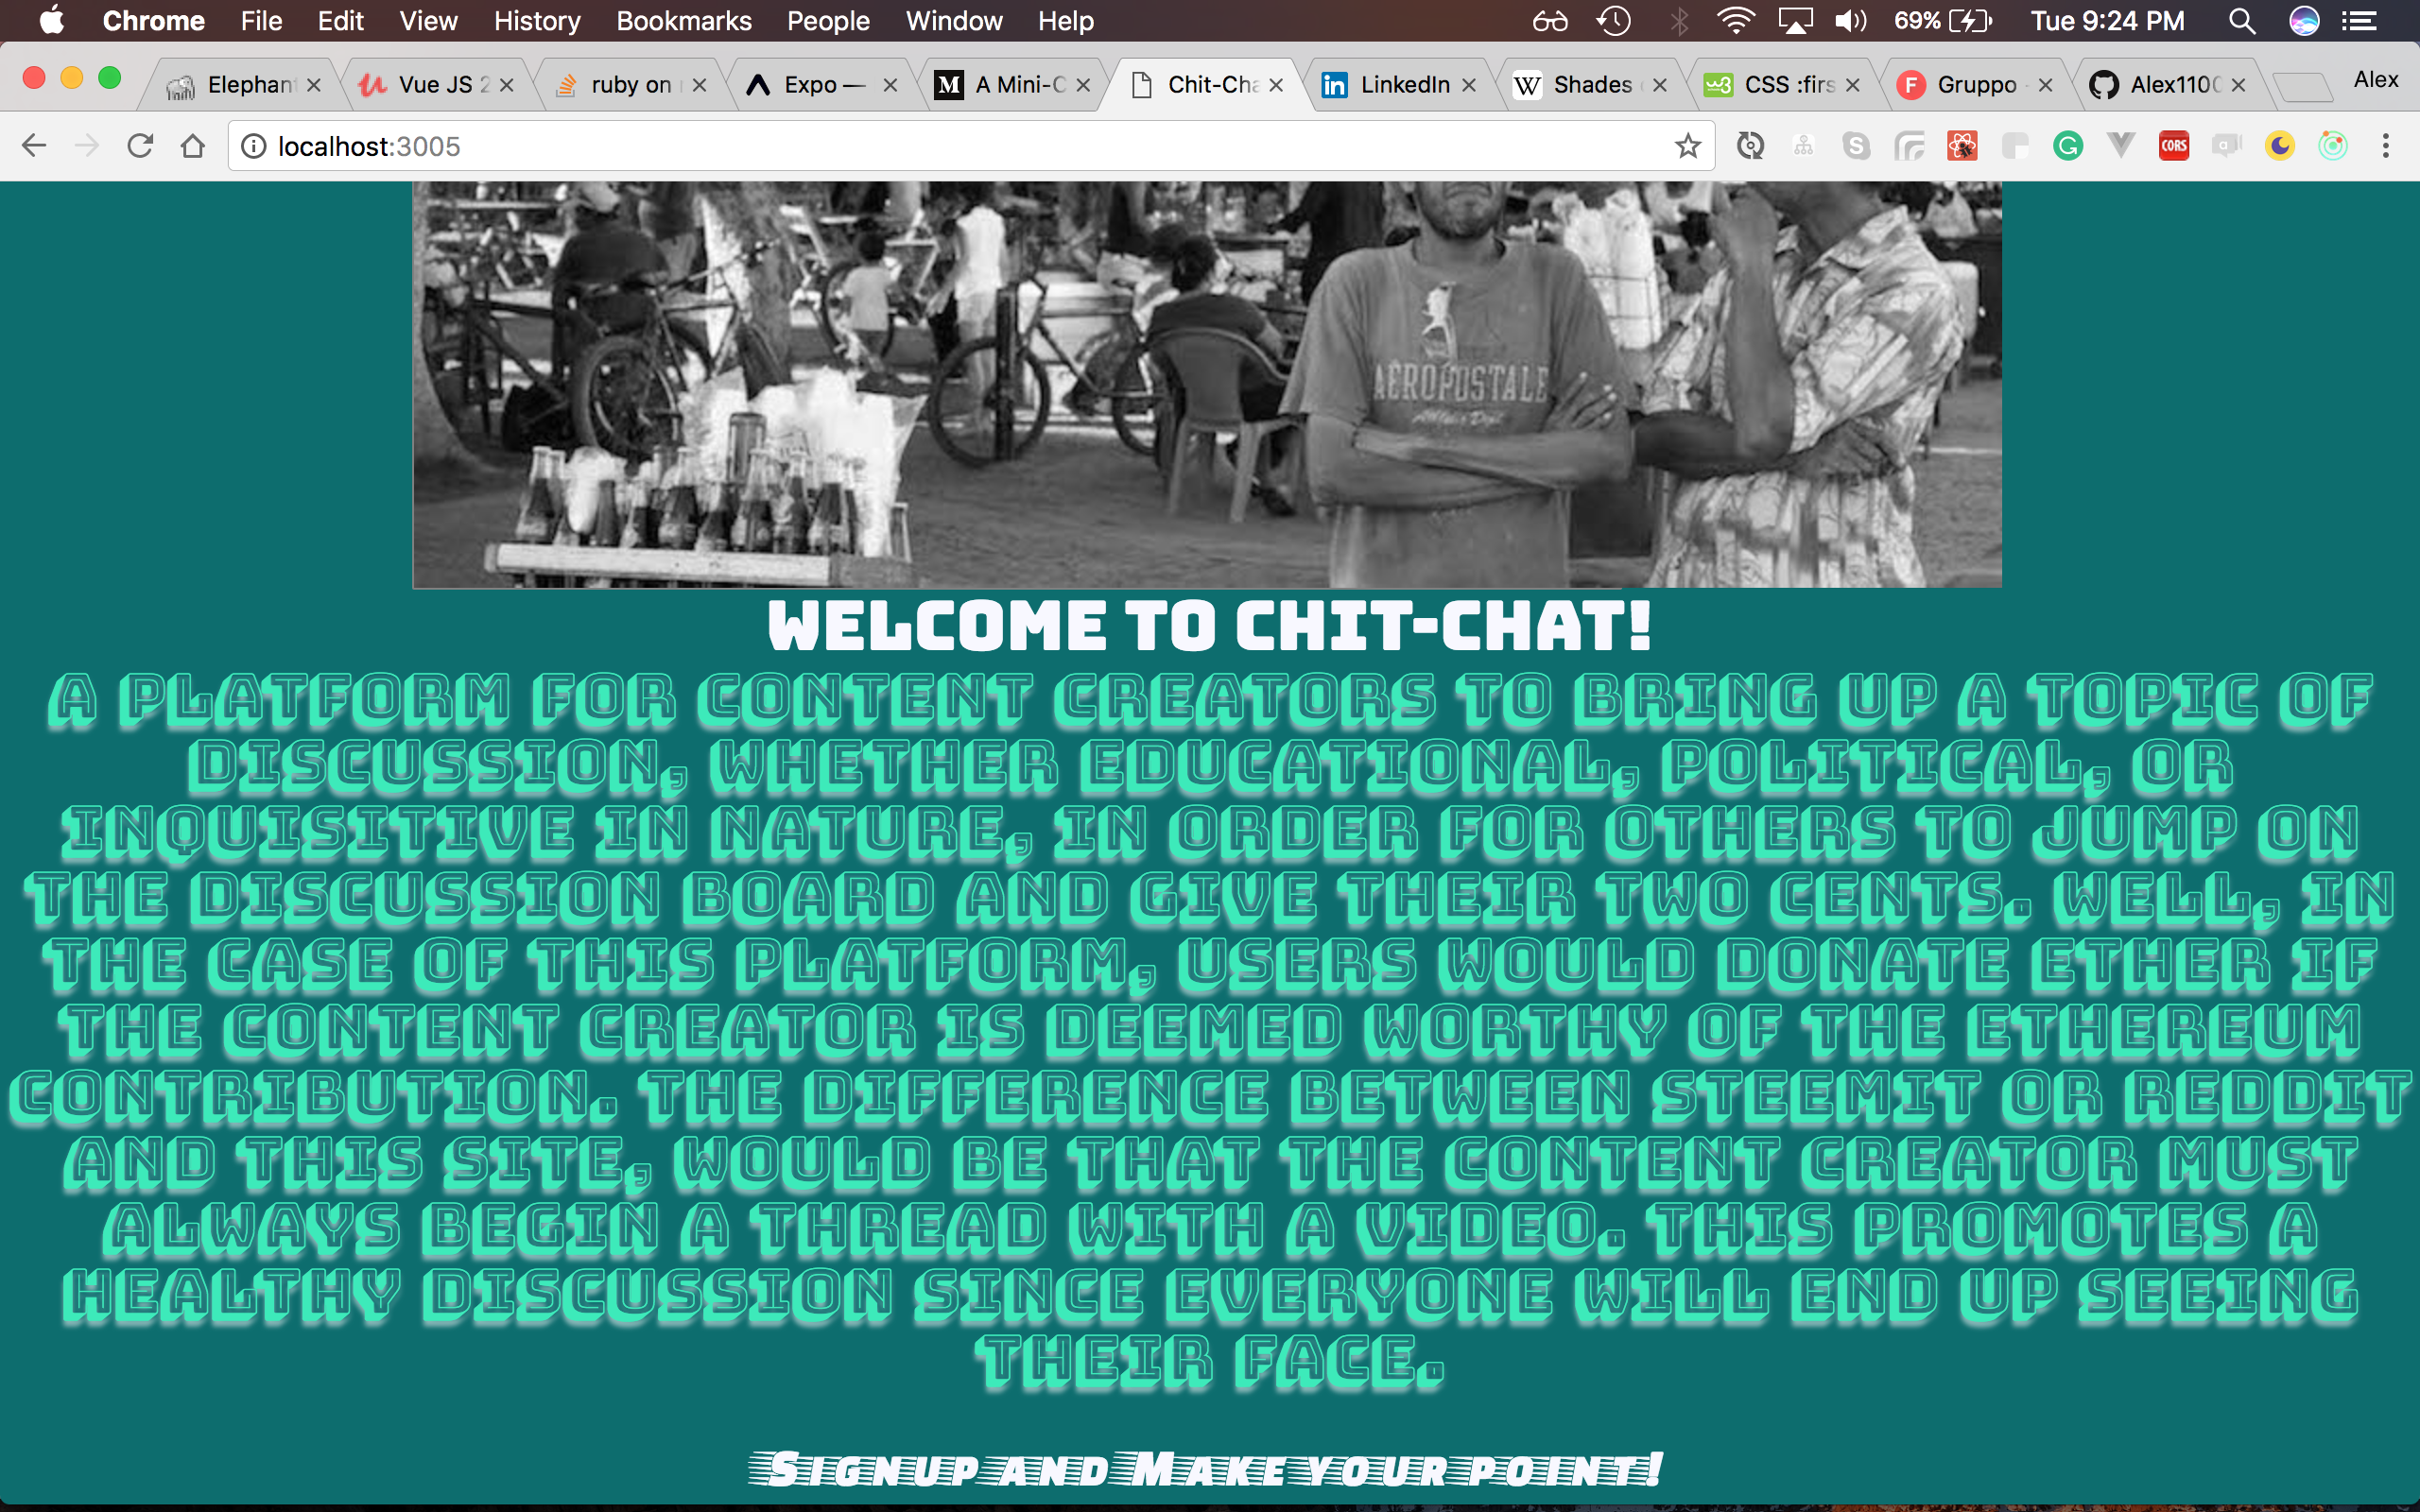 Chrome File Edit View History Bookmarks People Window Help 69% Tue 9:24 PM
Elephant Vue JS 2 ruby on Expo — A Mini-C Chit-Cha LinkedIn Shades CSS :firs Gruppo Alex1100 Alex
localhost:3005
AÉROPOSTALE
WELCOME TO CHIT-CHAT!
A PLATFORM FOR CONTENT CREATORS TO BRING UP A TOPIC OF
DISCUSSION, WHETHER EDUCATIONAL, POLITICAL, OR
INQUISITIVE IN NATURE, IN ORDER FOR OTHERS TO JUMP ON
THE DISCUSSION BOARD AND GIVE THEIR TWO CENTS. WELL, IN
THE CASE OF THIS PLATFORM, USERS WOULD DONATE ETHER IF
THE CONTENT CREATOR IS DEEMED WORTHY OF THE ETHEREUM
CONTRIBUTION. THE DIFFERENCE BETWEEN STEEMIT OR REDDIT
AND THIS SITE, WOULD BE THAT THE CONTENT CREATOR MUST
ALWAYS BEGIN A THREAD WITH A VIDEO. THIS PROMOTES A
HEALTHY DISCUSSION SINCE EVERYONE WILL END UP SEEING
THEIR FACE.
SIGNUP AND MAKE YOUR POINT!